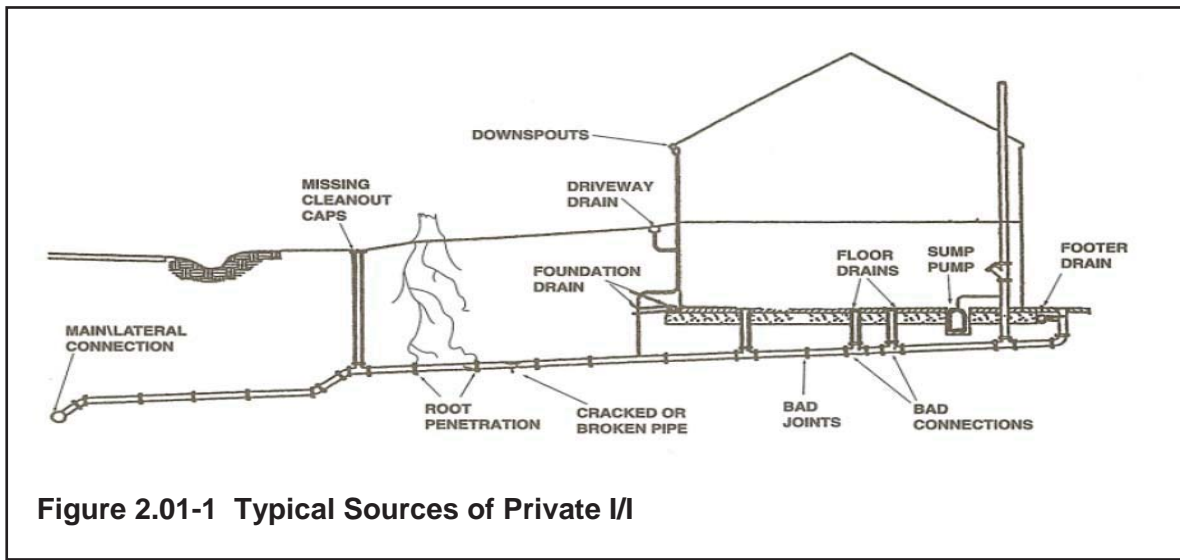 DOWNSPOUTS
MISSING
CLEANOUT
CAPS
DRIVEWAY
DRAIN
FOUNDATION
DRAIN
FLOOR
DRAINS
SUMP
PUMP
FOOTER
DRAIN
MAIN\LATERAL
CONNECTION
ROOT
PENETRATION
CRACKED OR
BROKEN PIPE
BAD
JOINTS
BAD
CONNECTIONS
Figure 2.01-1 Typical Sources of Private I/I